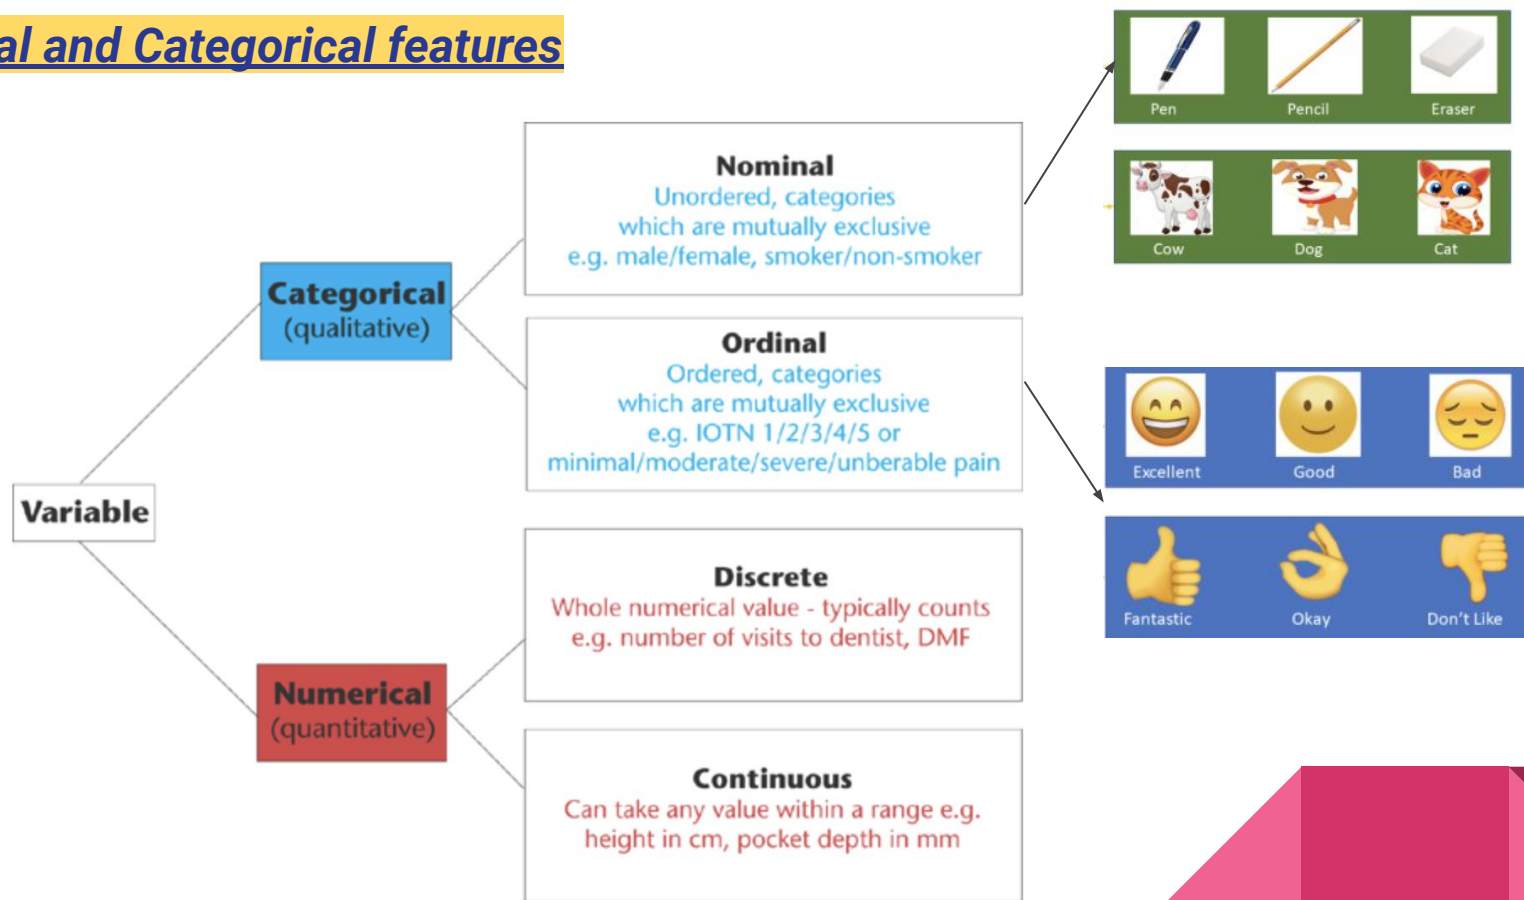 al and Categorical features
Pen Pencil Eraser
Cow Dog Cat
Nominal
Unordered, categories
which are mutually exclusive
e.g. male/female, smoker/non-smoker
Categorical
(qualitative)
Ordinal
Ordered, categories
which are mutually exclusive
e.g. IOTN 1/2/3/4/5 or
minimal/moderate/severe/unberable pain
Excellent Good Bad
Fantastic Okay Don't Like
Variable
Discrete
Whole numerical value - typically counts
e.g. number of visits to dentist, DMF
Numerical
(quantitative)
Continuous
Can take any value within a range e.g.
height in cm, pocket depth in mm